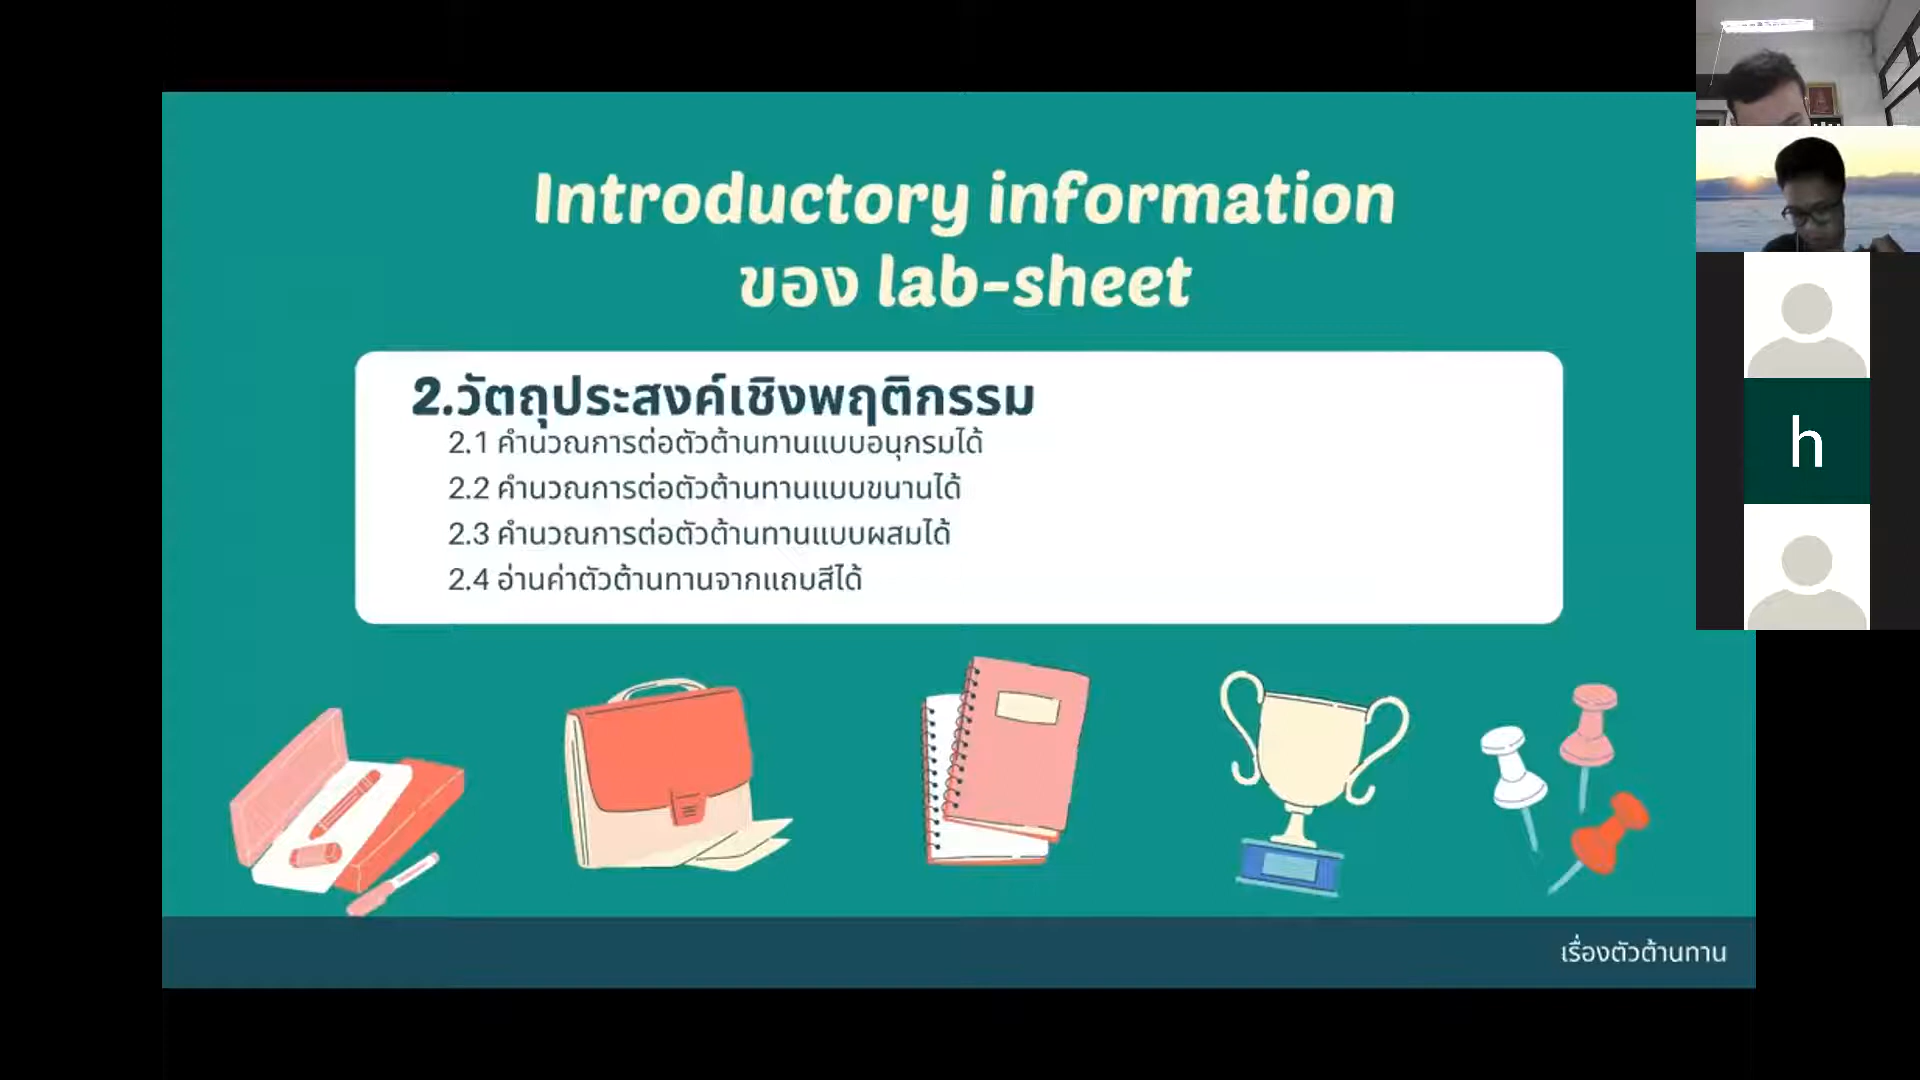 Introductory information
ของ lab-sheet
2.วัตถุประสงค์เชิงพฤติกรรม
2.1 คำนวณการต่อตัวต้านทานแบบอนุกรมได้
2.2 คำนวณการต่อตัวต้านทานแบบขนานได้
2.3 คำนวณการต่อตัวต้านทานแบบผสมได้
2.4 อ่านค่าตัวต้านทานจากแถบสีได้
h
เรื่องตัวต้านทาน